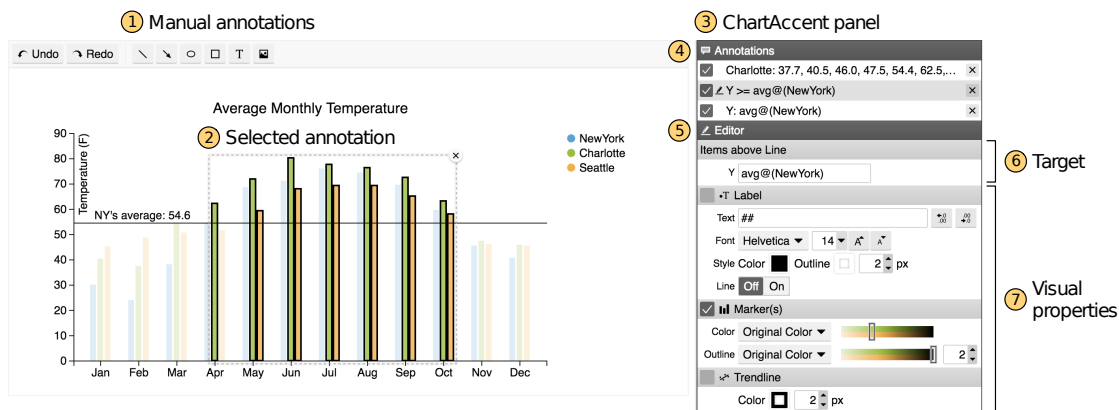 1 Manual annotations
Undo Redo T
Average Monthly Temperature
2 Selected annotation
Temperature (F)
90
80
70
60
50
40
30
20
10
0
NY's average: 54.6
Jan Feb Mar Apr May Jun Jul Aug Sep Oct Nov Dec
NewYork
Charlotte
Seattle
3 ChartAccent panel
4 Annotations
Charlotte: 37.7, 40.5, 46.0, 47.5, 54.4, 62.5,...
Y >= avg@(NewYork)
Y: avg@(NewYork)
5 Editor
Items above Line
Y avg@(NewYork)
6 Target
T Label
Text ## .0 .00 .00 .0
Font Helvetica 14 A A
Style Color Outline 2 px
Line Off On
7 Visual
properties
Marker(s)
Color Original Color
Outline Original Color 2
Trendline
Color 2 px